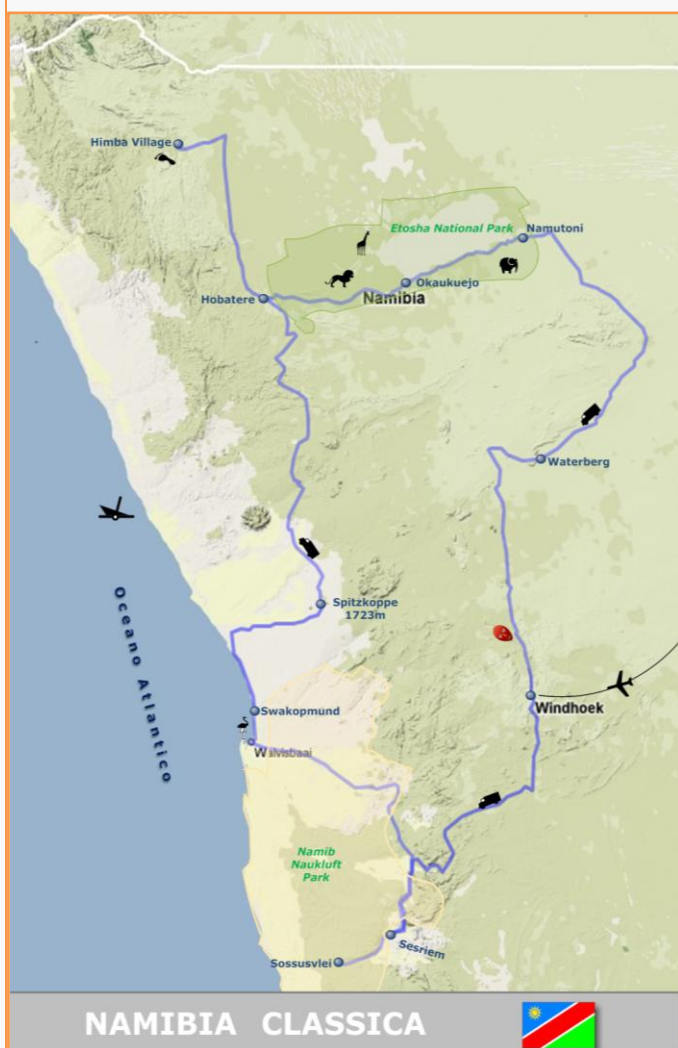 Himba Village
Etosha National Park
Namutoni
Okaukuejo
Hobatere
Namibia
Waterberg
Spitzkoppe
1723m
Oceano Atlantico
Windhoek
Swakopmund
Walvisbaai
Namib
Naukluft
Park
Sesriem
Sossusvlei
NAMIBIA CLASSICA